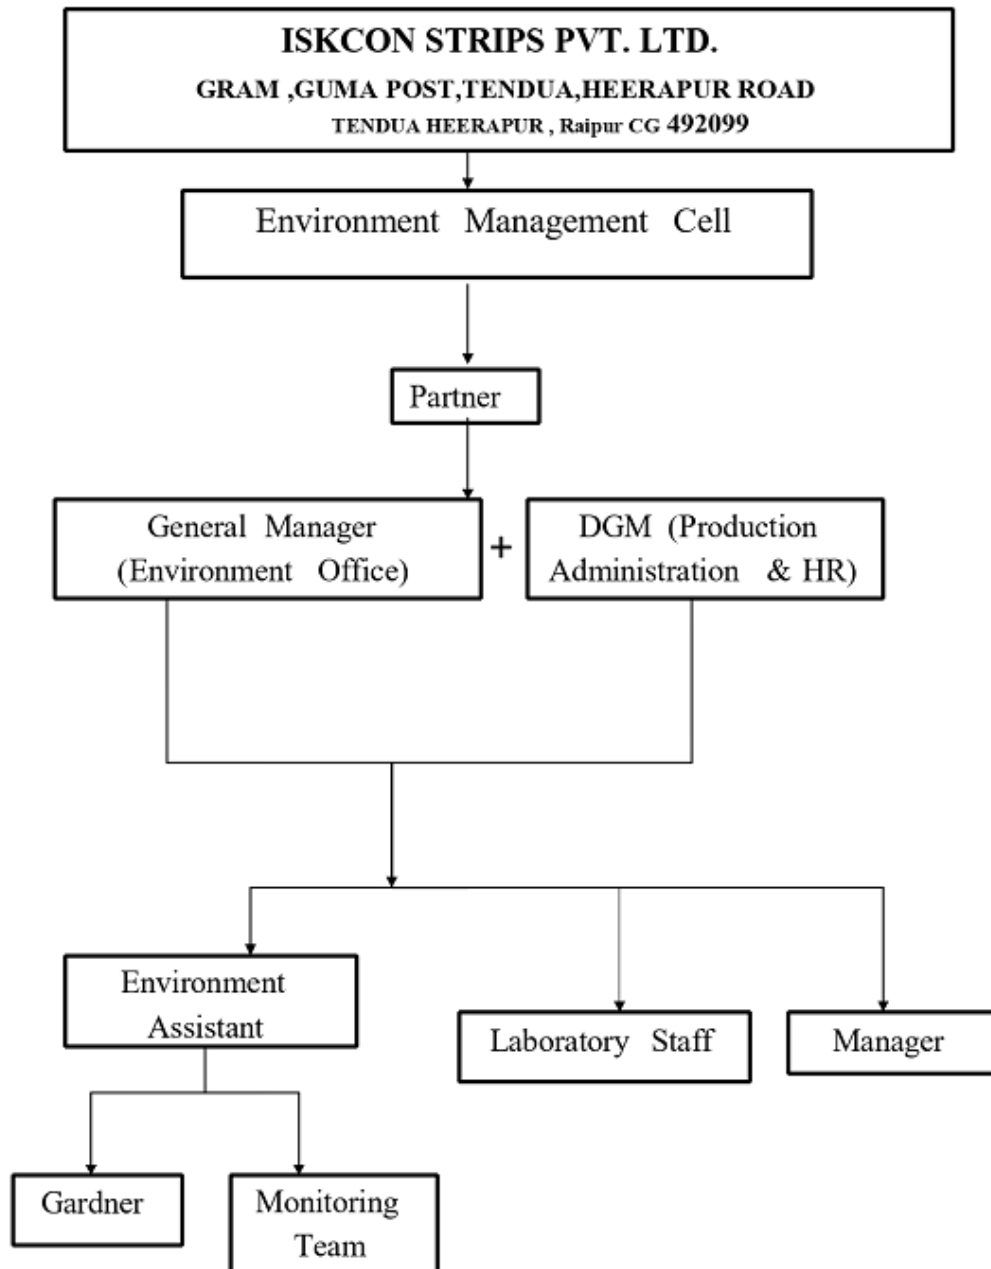 ISKCON STRIPS PVT. LTD.
GRAM ,GUMA POST,TENDUA,HEERAPUR ROAD
TENDUA HEERAPUR , Raipur CG 492099
Environment Management Cell
Partner
General Manager
(Environment Office)
+
DGM (Production
Administration & HR)
Environment
Assistant
Laboratory Staff
Manager
Gardner
Monitoring
Team